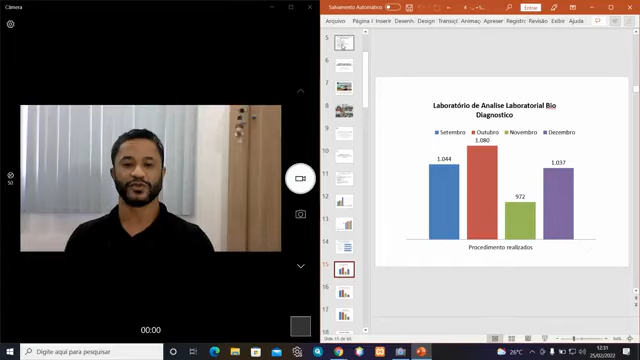 Câmera
Salvamento Automático
Entrar
Arquivo
Página I
Inserir
Desenh
Design
Transiçã
Animaç
Apreser
Registro
Revisão
Exibir
Ajuda
5
6
7
8
9
10
11
12
13
14
15
16
17
18
Laboratório de Analise Laboratorial Bio
Diagnostico
Setembro Outubro Novembro Dezembro
1.044
1.080
972
1.037
Procedimento realizados
50
00:00
Digite aqui para pesquisar
26°C
12:31
25/02/2022